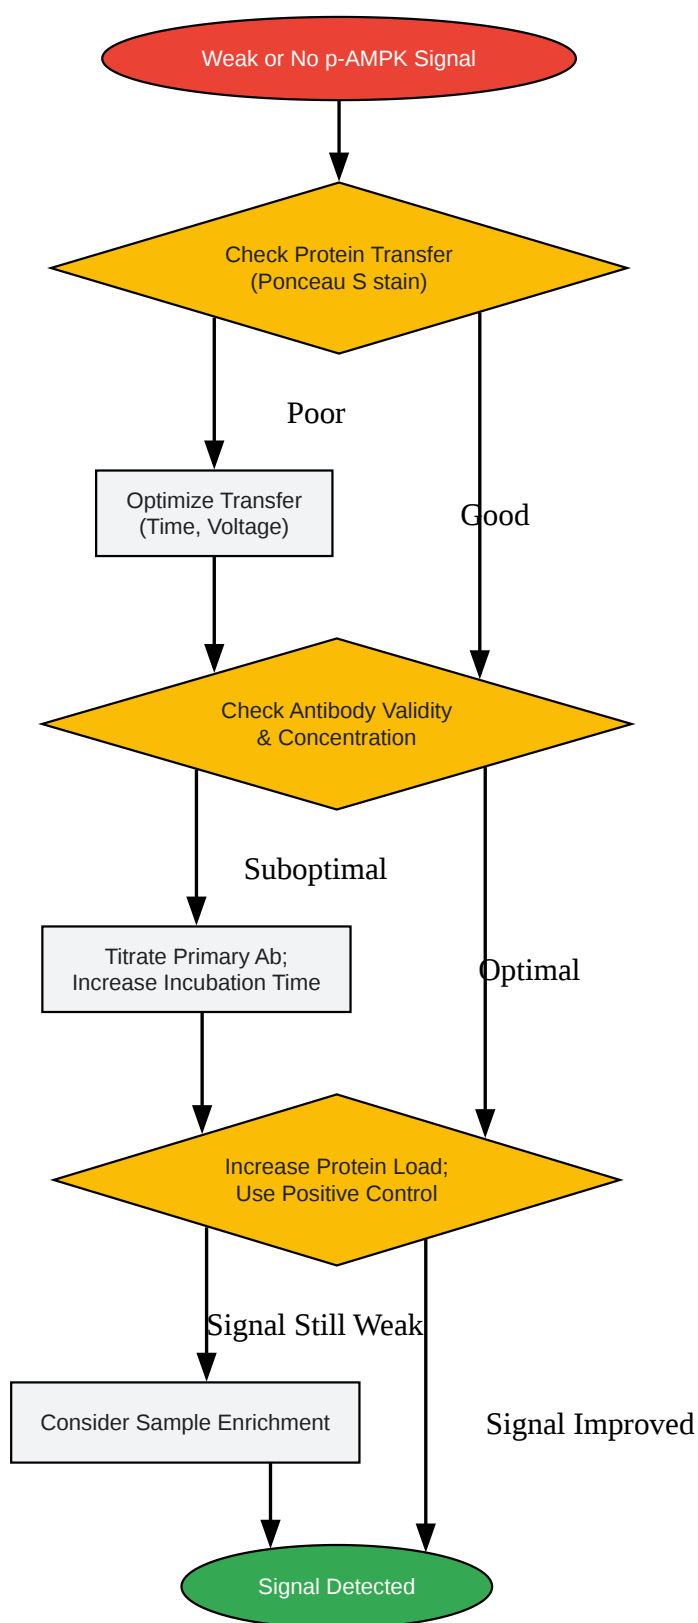 Weak or No p-AMPK Signal
Check Protein Transfer
(Ponceau S stain)
Poor
Optimize Transfer
(Time, Voltage)
Good
Check Antibody Validity
& Concentration
Suboptimal
Titrate Primary Ab;
Increase Incubation Time
Optimal
Increase Protein Load;
Use Positive Control
Signal Still Weak
Consider Sample Enrichment
Signal Improved
Signal Detected